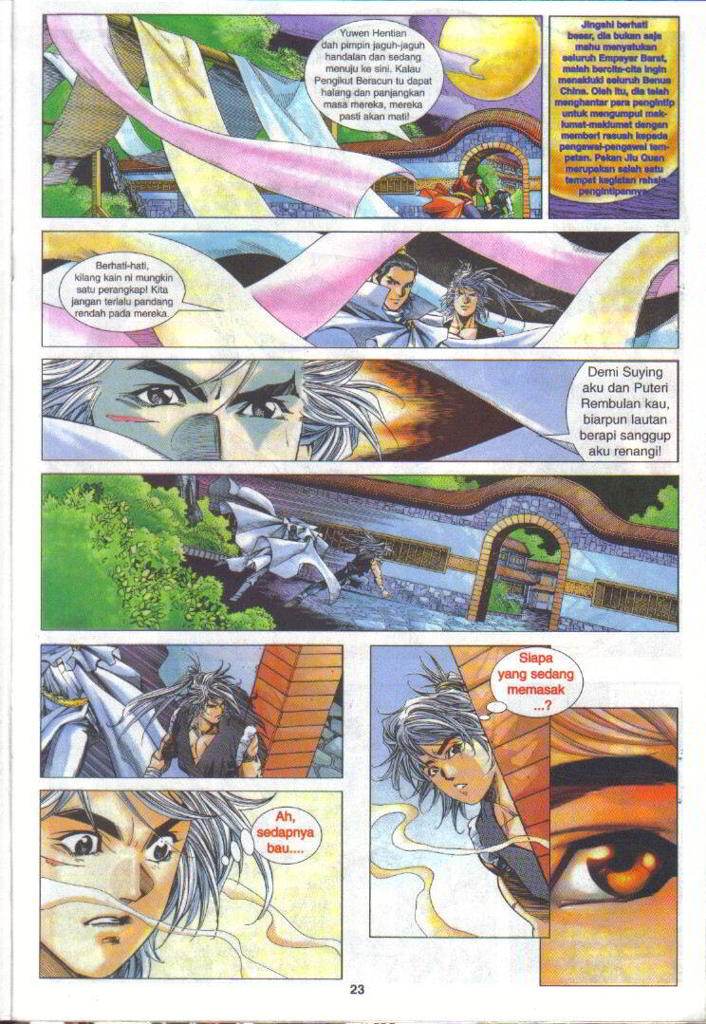 Yuwen Hentian
dah pimpin jaguh-jaguh
handalan dan sedang
menuju ke sini. Kalau
Pengikut Beracun tu dapat
halang dan panjangkan
masa mereka, mereka
pasti akan mati!
Jingshi berhati
besar, dia bukan saja
mahu menyatukan
seluruh Empayar Barat,
malah bercita-cita ingin
menakluki seluruh Benua
China. Oleh itu, dia telah
menghantar para pengintip
untuk mengumpul mak-
lumat-maklumat dengan
memberi rasuah kepada
pengawal-pengawal tem-
petan. Pekan Jiu Quan
merupakan salah satu
tempat kegiatan rahsia
pengintipannya.
Berhati-hati,
kilang kain ni mungkin
satu perangkap! Kita
jangan terlalu pandang
rendah pada mereka.
Demi Suying
aku dan Puteri
Rembulan kau,
biarpun lautan
berapi sanggup
aku renangi!
Siapa
yang sedang
memasak
...?
Ah,
sedapnya
bau....
23